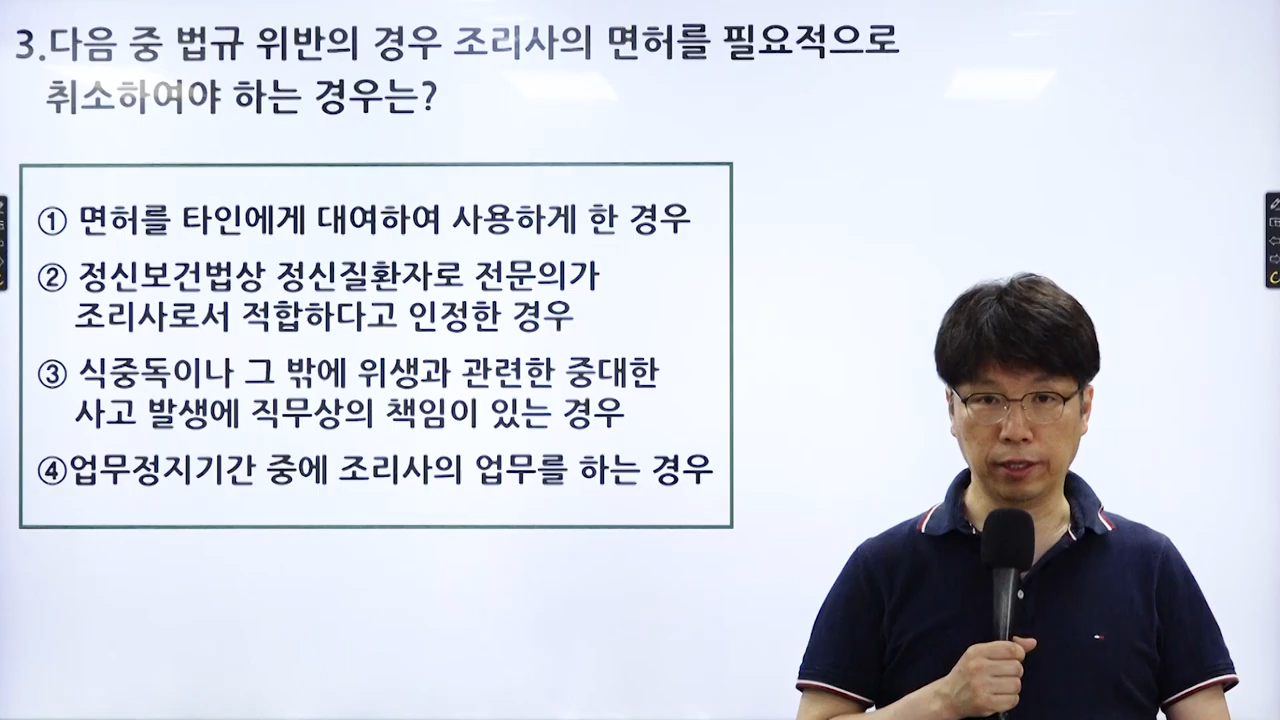 3.다음 중 법규 위반의 경우 조리사의 면허를 필요적으로
취소하여야 하는 경우는?
① 면허를 타인에게 대여하여 사용하게 한 경우
② 정신보건법상 정신질환자로 전문의가
조리사로서 적합하다고 인정한 경우
③ 식중독이나 그 밖에 위생과 관련한 중대한
사고 발생에 직무상의 책임이 있는 경우
④업무정지기간 중에 조리사의 업무를 하는 경우